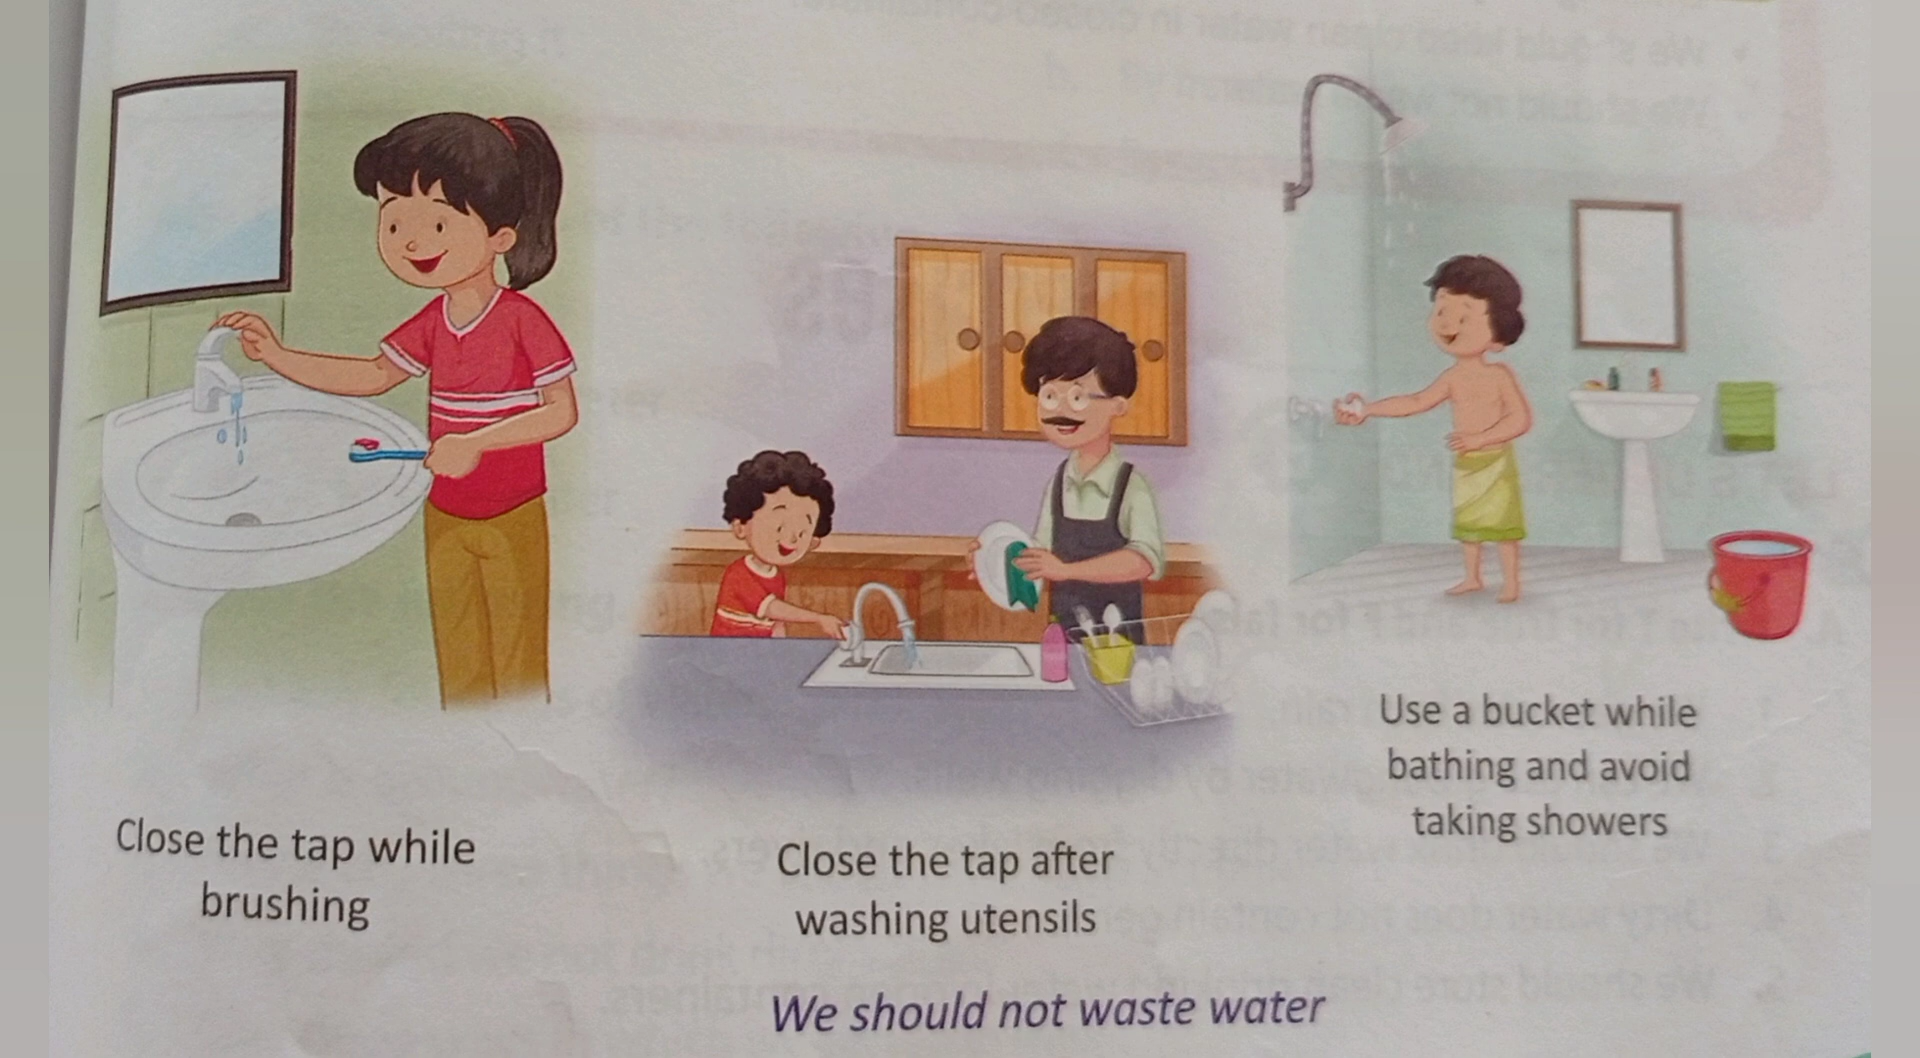 Close the tap while
brushing
Close the tap after
washing utensils
Use a bucket while
bathing and avoid
taking showers
We should not waste water